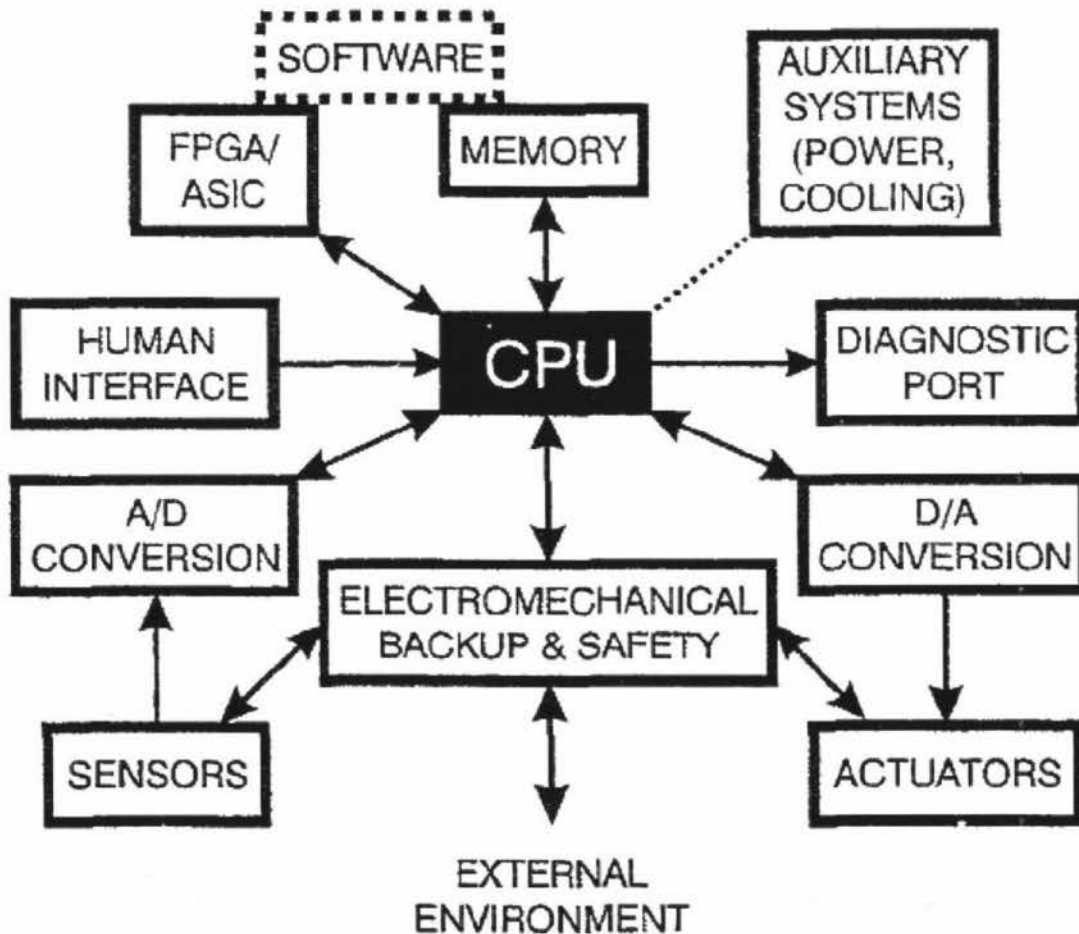 SOFTWARE
FPGA/
ASIC
MEMORY
AUXILIARY
SYSTEMS
(POWER,
COOLING)
HUMAN
INTERFACE
CPU
DIAGNOSTIC
PORT
A/D
CONVERSION
D/A
CONVERSION
ELECTROMECHANICAL
BACKUP & SAFETY
SENSORS
ACTUATORS
EXTERNAL
ENVIRONMENT